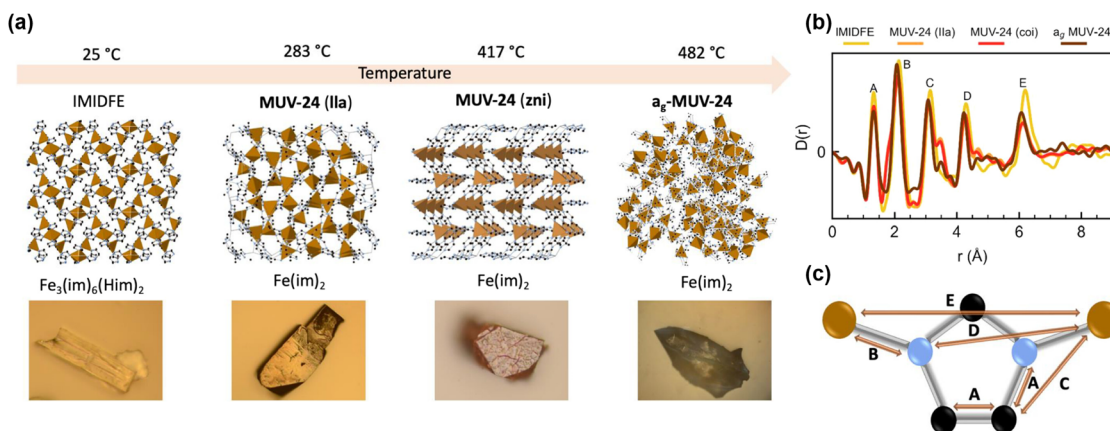 (a)
25 °C 283 °C 417 °C 482 °C
Temperature
IMIDFE MUV-24 (lla) MUV-24 (zni) ag-MUV-24
Fe3(im)6(Him)2 Fe(im)2 Fe(im)2 Fe(im)2
(b)
IMIDFE MUV-24 (lla) MUV-24 (coi) ag MUV-24
A B C D E
D(r)
0
0 2 4 6 8
r (Å)
(c)
E
D
B
A
A
C